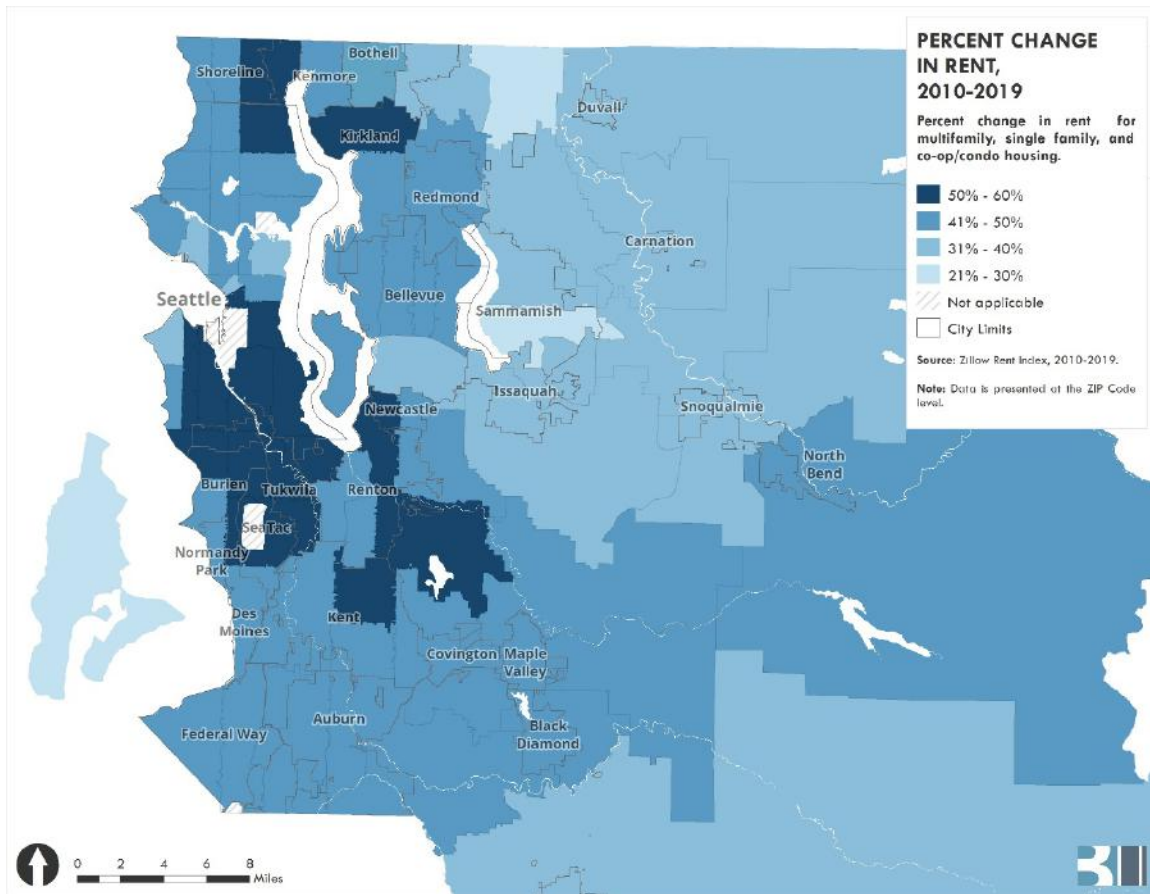 PERCENT CHANGE
IN RENT,
2010-2019
Percent change in rent for
multifamily, single family, and
co-op/condo housing.
50% - 60%
41% - 50%
31% - 40%
21% - 30%
Not applicable
City Limits
Source: Zillow Rent Index, 2010-2019.
Note: Data is presented at the ZIP Code
level.
Bothell
Shoreline
Kenmore
Duvall
Kirkland
Redmond
Carnation
Seattle
Bellevue
Sammamish
Issaquah
Newcastle
Snoqualmie
North
Bend
Burien
Tukwila
Renton
SeaTac
Normandy
Park
Des
Moines
Kent
Covington
Maple
Valley
Auburn
Federal Way
Black
Diamond
0 2 4 6 8
Miles